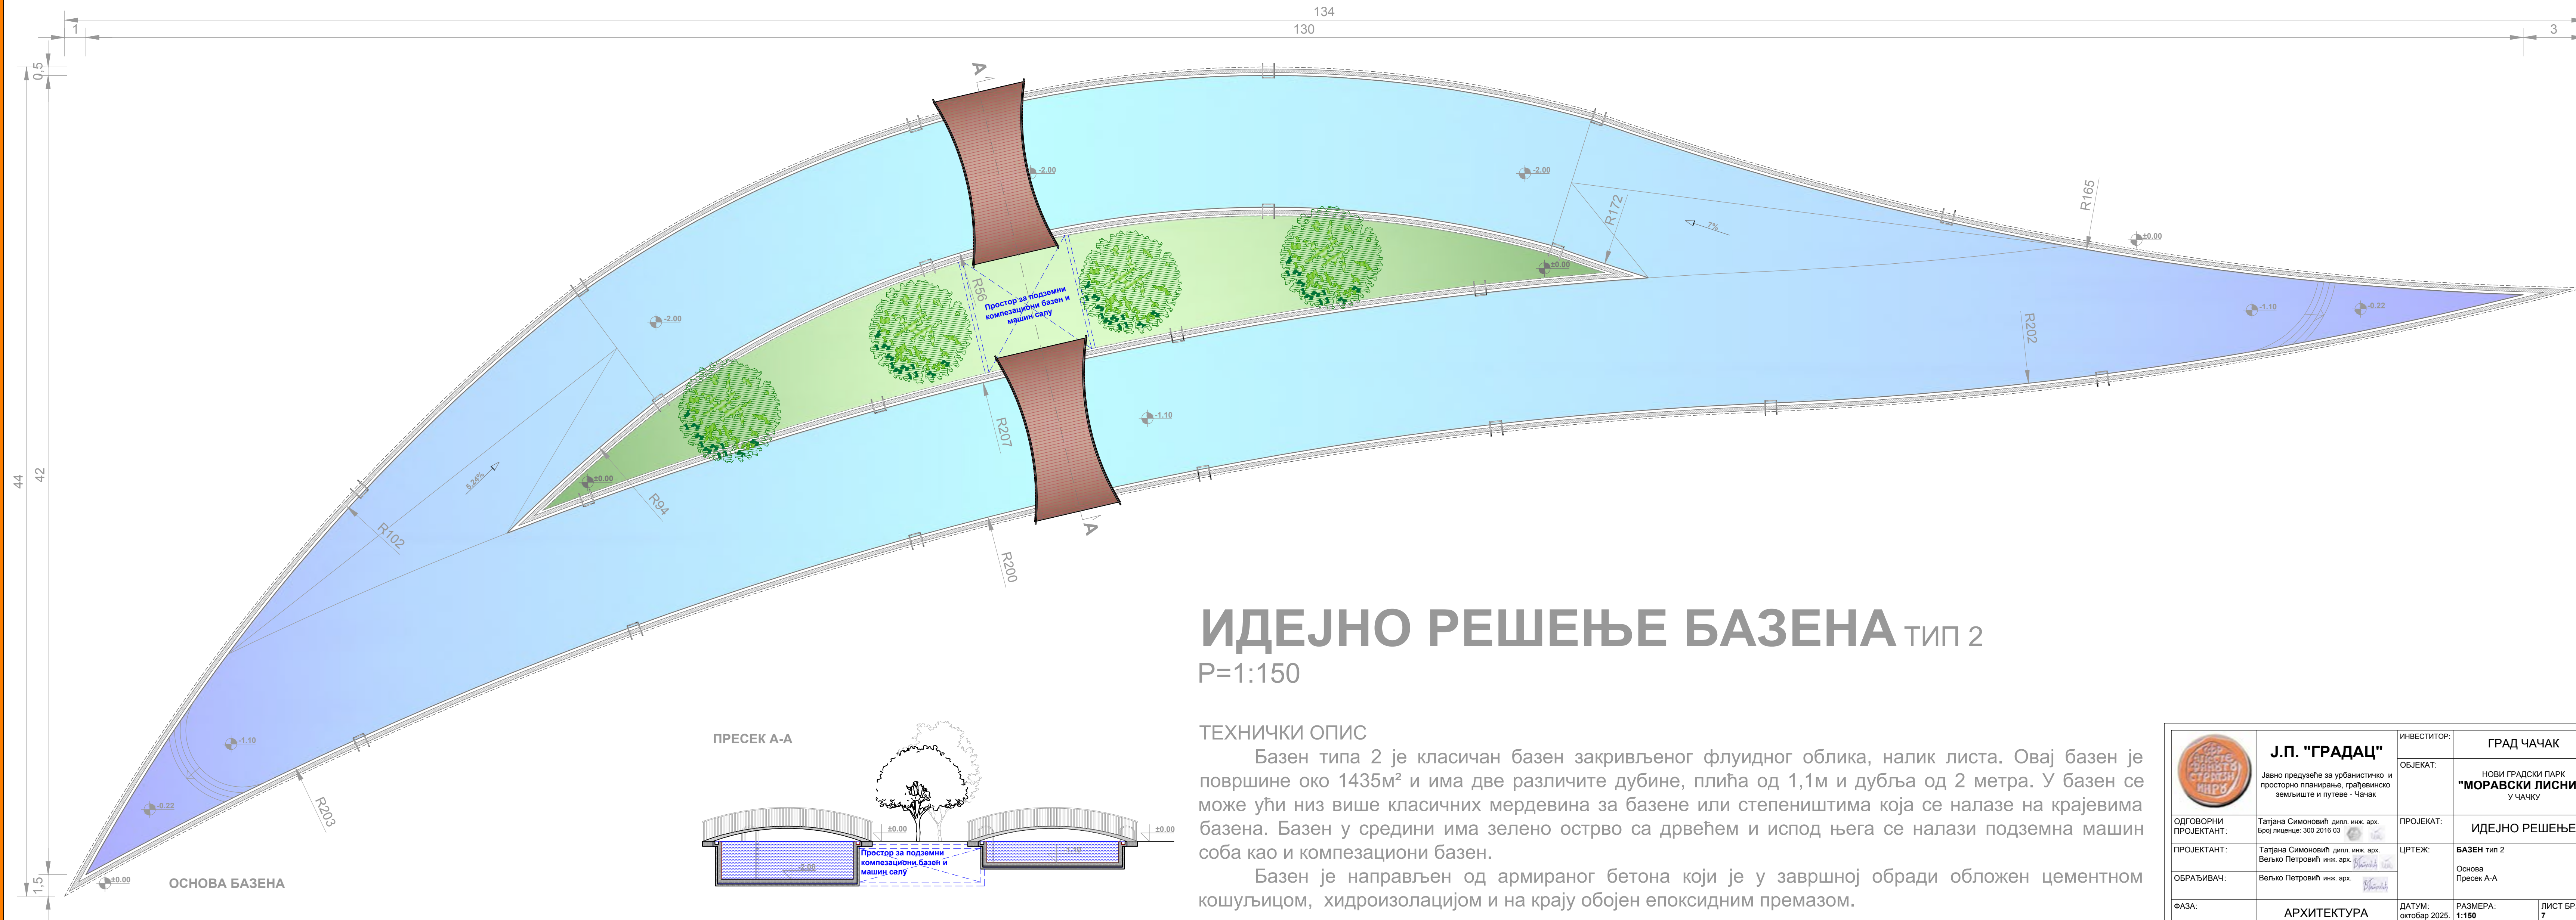 134
1
130
3
0,5
44
42
1,5
A
-2.00
-2.00
-2.00
R172
7%
R165
±0.00
±0.00
R56
Простор за подземни
компезациони базен и
машин салу
-1.10
-0.22
R202
-1.10
R207
±0.00
5,24%
R94
R102
A
R200
-1.10
-0.22
R203
±0.00
ОСНОВА БАЗЕНА
ИДЕЈНО РЕШЕЊЕ БАЗЕНА ТИП 2
Р=1:150
ПРЕСЕК А-А
±0.00
±0.00
-2.00
-1.10
Простор за подземни
компезациони базен и
машин салу
ТЕХНИЧКИ ОПИС
Базен типа 2 је класичан базен закривљеног флуидног облика, налик листа. Овај базен је
површине око 1435м² и има две различите дубине, плића од 1,1м и дубља од 2 метра. У базен се
може ући низ више класичних мердевина за базене или степеништима која се налазе на крајевима
базена. Базен у средини има зелено острво са дрвећем и испод њега се налази подземна машин
соба као и компезациони базен.
Базен је направљен од армираног бетона који је у завршној обради обложен цементном
кошуљицом, хидроизолацијом и на крају обојен епоксидним премазом.
Ј.П. "ГРАДАЦ"
Јавно предузеће за урбанистичко и
просторно планирање, грађевинско
земљиште и путеве - Чачак
ИНВЕСТИТОР:
ГРАД ЧАЧАК
ОБЈЕКАТ:
НОВИ ГРАДСКИ ПАРК
"МОРАВСКИ ЛИСНИ
У ЧАЧКУ
ОДГОВОРНИ
ПРОЈЕКТАНТ:
Татјана Симоновић дипл. инж. арх.
Број лиценце: 300 2016 03
ПРОЈЕКАТ:
ИДЕЈНО РЕШЕЊЕ
ПРОЈЕКТАНТ:
Татјана Симоновић дипл. инж. арх.
Вељко Петровић инж. арх.
ЦРТЕЖ:
БАЗЕН тип 2
Основа
Пресек А-А
ОБРАЂИВАЧ:
Вељко Петровић инж. арх.
ФАЗА:
АРХИТЕКТУРА
ДАТУМ:
октобар 2025.
РАЗМЕРА:
1:150
ЛИСТ БР
7